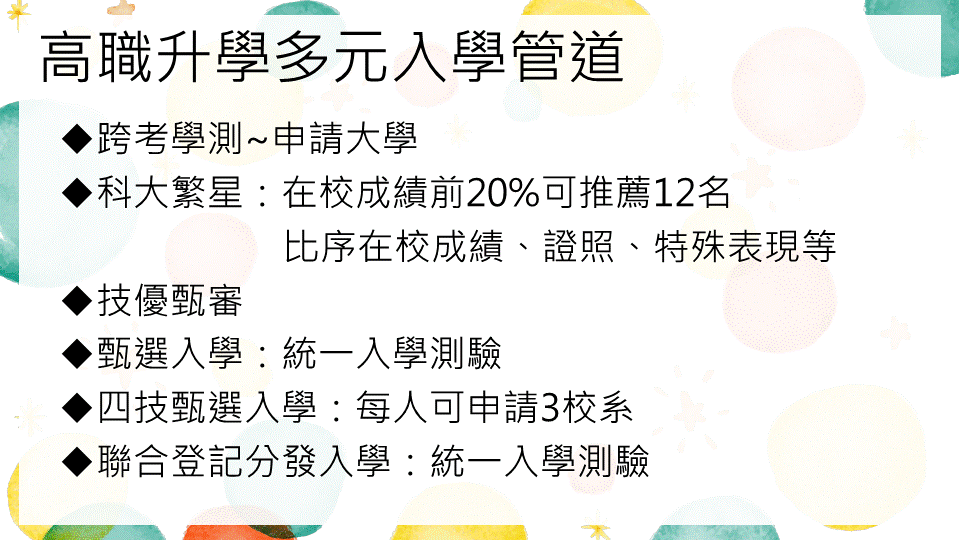 高職升學多元入學管道
◆跨考學測~申請大學
◆科大繁星：在校成績前20%可推薦12名
比序在校成績、證照、特殊表現等
◆技優甄審
◆甄選入學：統一入學測驗
◆四技甄選入學：每人可申請3校系
◆聯合登記分發入學：統一入學測驗